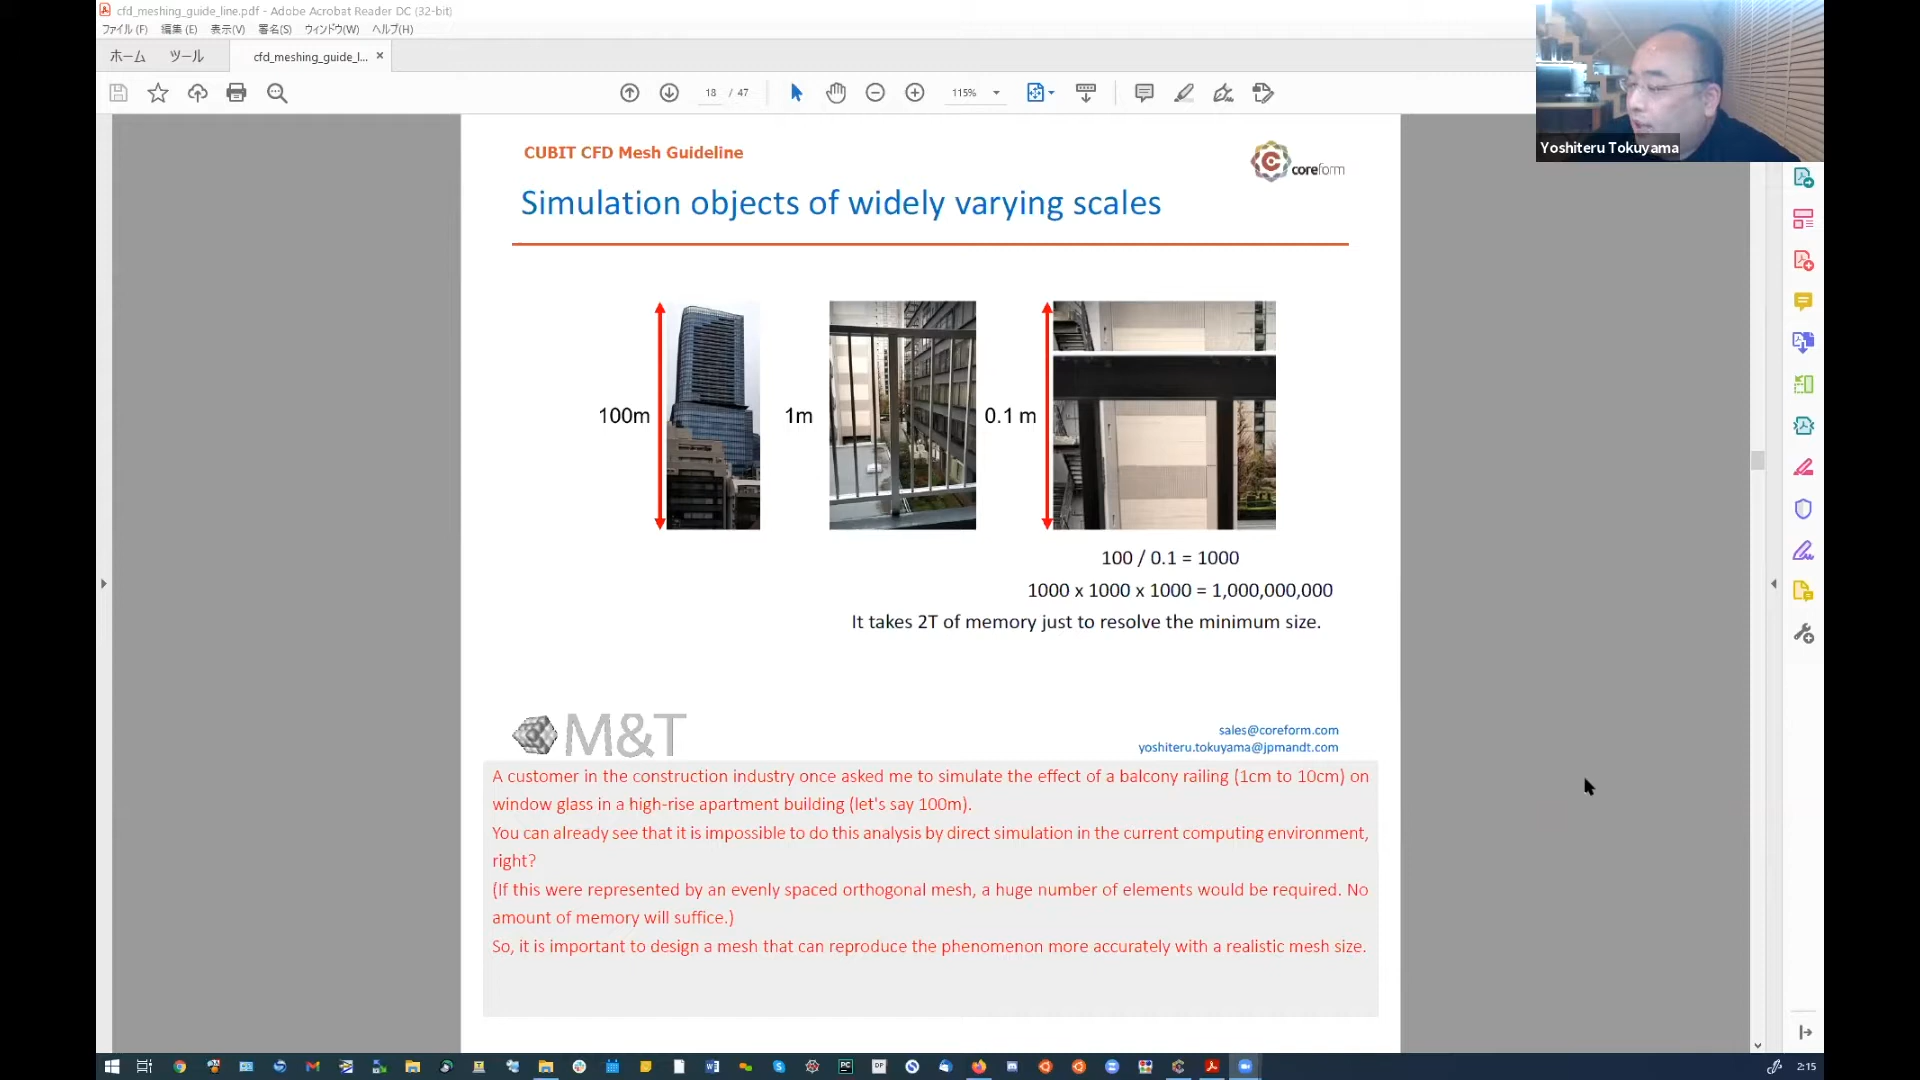 cfd_meshing_guide_line.pdf - Adobe Acrobat Reader DC (32-bit)
ファイル(F) 編集(E) 表示(V) 署名(S) ウィンドウ(W) ヘルプ(H)
ホーム ツール cfd_meshing_guide_l... ×
18 / 47 115%
Yoshiteru Tokuyama
CUBIT CFD Mesh Guideline
coreform
Simulation objects of widely varying scales
100m 1m 0.1 m
100 / 0.1 = 1000
1000 x 1000 x 1000 = 1,000,000,000
It takes 2T of memory just to resolve the minimum size.
M&T
sales@coreform.com
yoshiteru.tokuyama@jpmandt.com
A customer in the construction industry once asked me to simulate the effect of a balcony railing (1cm to 10cm) on
window glass in a high-rise apartment building (let's say 100m).
You can already see that it is impossible to do this analysis by direct simulation in the current computing environment,
right?
(If this were represented by an evenly spaced orthogonal mesh, a huge number of elements would be required. No
amount of memory will suffice.)
So, it is important to design a mesh that can reproduce the phenomenon more accurately with a realistic mesh size.
2:15